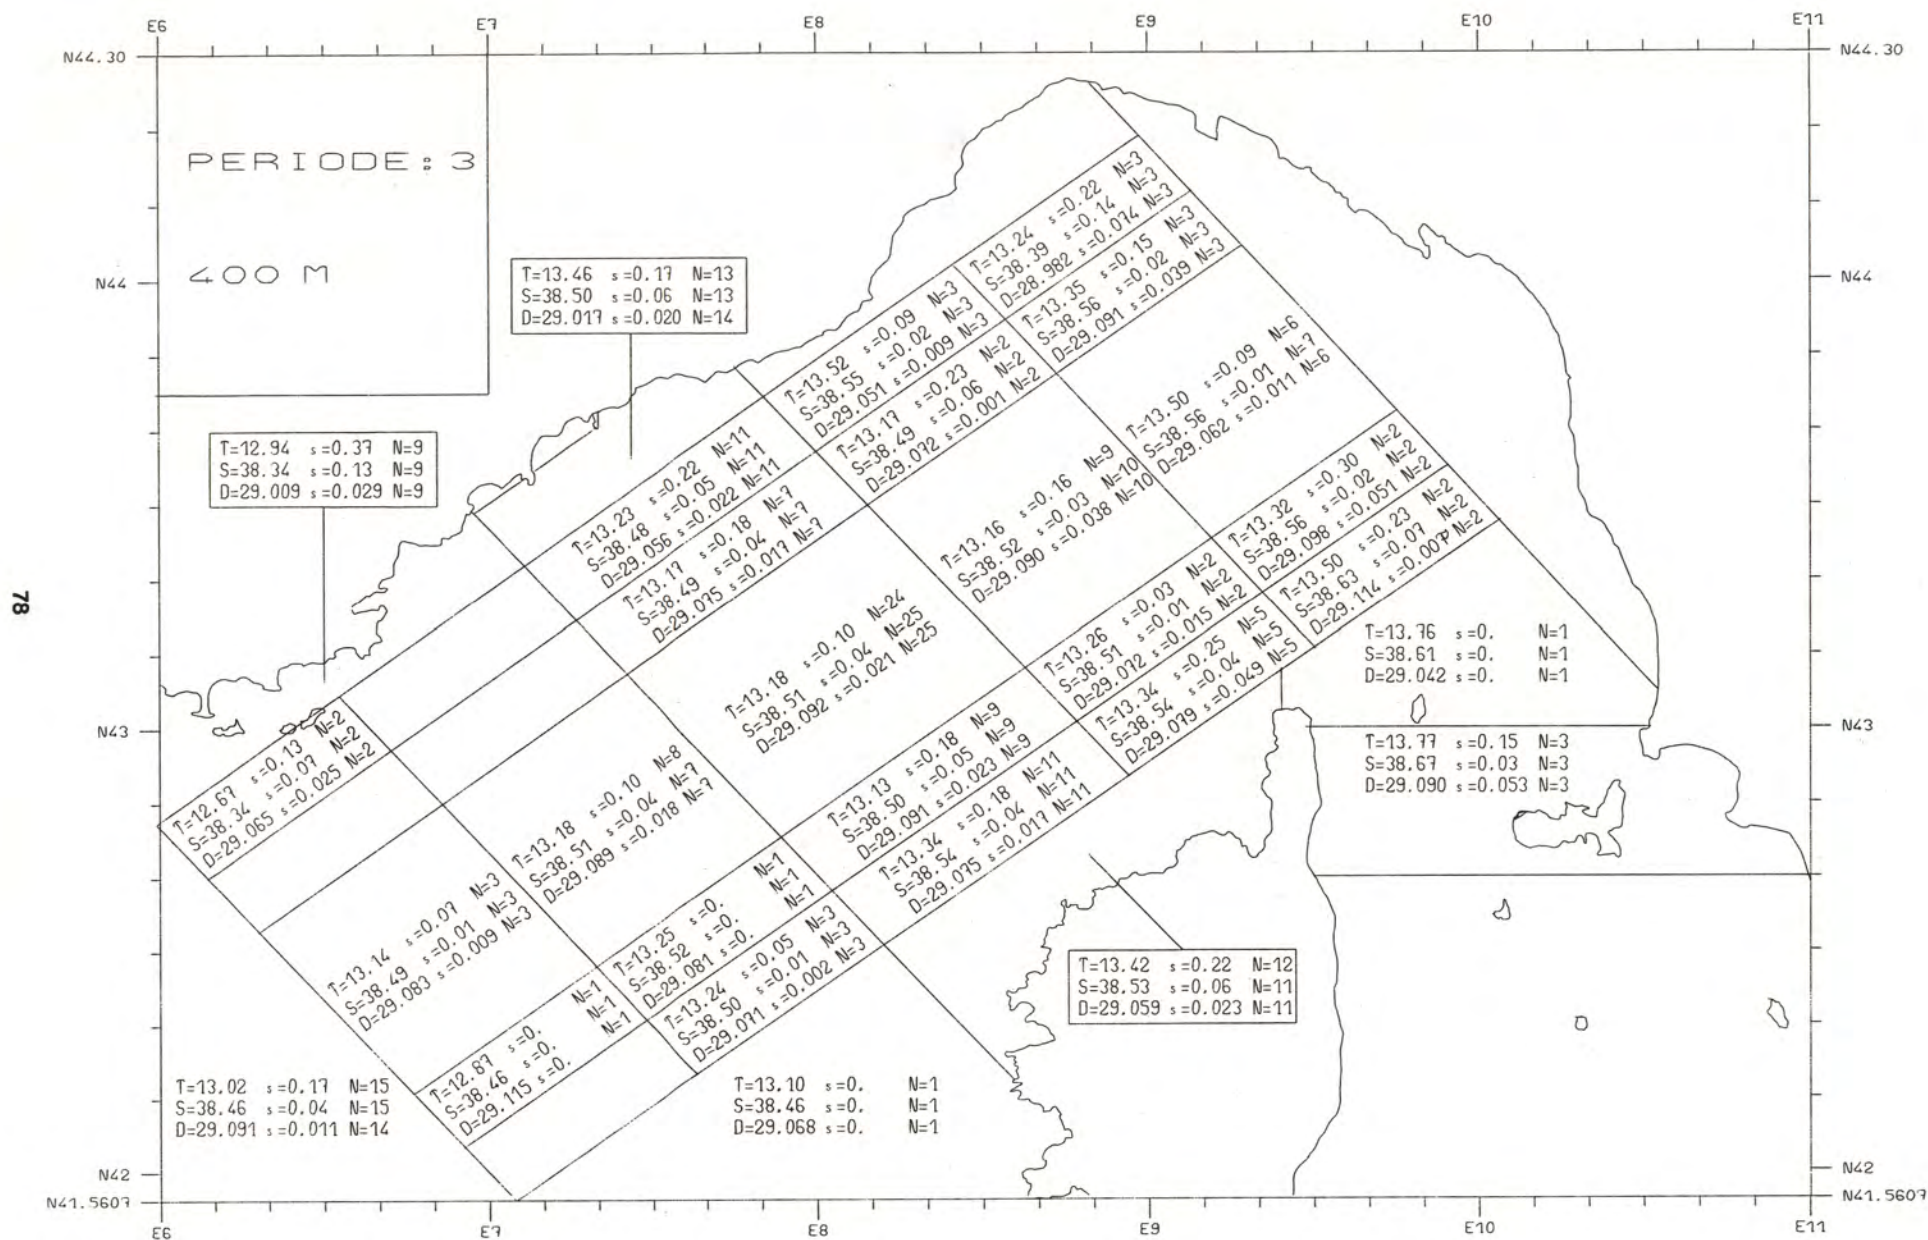 E6 E7 E8 E9 E10 E11
N44.30 N44.30
PERIODE: 3
400 M
N44 N44
T=13.46 s=0.17 N=13
S=38.50 s=0.06 N=13
D=29.017 s=0.020 N=14
T=12.94 s=0.37 N=9
S=38.34 s=0.13 N=9
D=29.009 s=0.029 N=9
T=13.24 s=0.22 N=3
S=38.39 s=0.14 N=3
D=28.982 s=0.074 N=3
T=13.35 s=0.15 N=3
S=38.56 s=0.02 N=3
D=29.091 s=0.039 N=3
T=13.52 s=0.09 N=3
S=38.55 s=0.02 N=3
D=29.051 s=0.009 N=3
T=13.17 s=0.23 N=2
S=38.49 s=0.06 N=2
D=29.072 s=0.001 N=2
T=13.50 s=0.09 N=6
S=38.56 s=0.01 N=7
D=29.062 s=0.011 N=6
T=13.23 s=0.22 N=11
S=38.48 s=0.05 N=11
D=29.056 s=0.022 N=11
T=13.17 s=0.18 N=7
S=38.49 s=0.04 N=7
D=29.075 s=0.017 N=7
T=13.16 s=0.16 N=9
S=38.52 s=0.03 N=10
D=29.090 s=0.038 N=10
T=13.32 s=0.30 N=2
S=38.56 s=0.02 N=2
D=29.098 s=0.051 N=2
T=13.50 s=0.23 N=2
S=38.63 s=0.07 N=2
D=29.114 s=0.007 N=2
T=13.18 s=0.10 N=24
S=38.51 s=0.04 N=25
D=29.092 s=0.021 N=25
T=13.26 s=0.03 N=2
S=38.51 s=0.01 N=2
D=29.072 s=0.015 N=2
T=13.34 s=0.25 N=5
S=38.54 s=0.04 N=5
D=29.079 s=0.049 N=5
T=13.76 s=0. N=1
S=38.61 s=0. N=1
D=29.042 s=0. N=1
N43 N43
T=13.77 s=0.15 N=3
S=38.67 s=0.03 N=3
D=29.090 s=0.053 N=3
T=12.67 s=0.13 N=2
S=38.34 s=0.07 N=2
D=29.065 s=0.025 N=2
T=13.18 s=0.10 N=8
S=38.51 s=0.04 N=7
D=29.089 s=0.018 N=7
T=13.13 s=0.18 N=9
S=38.50 s=0.05 N=9
D=29.091 s=0.023 N=9
T=13.34 s=0.18 N=11
S=38.54 s=0.04 N=11
D=29.075 s=0.017 N=11
T=13.14 s=0.07 N=3
S=38.49 s=0.01 N=3
D=29.083 s=0.009 N=3
T=13.25 s=0. N=1
S=38.52 s=0. N=1
D=29.081 s=0. N=1
T=13.24 s=0.05 N=3
S=38.50 s=0.01 N=3
D=29.071 s=0.002 N=3
T=13.42 s=0.22 N=12
S=38.53 s=0.06 N=11
D=29.059 s=0.023 N=11
T=12.87 s=0. N=1
S=38.46 s=0. N=1
D=29.115 s=0. N=1
T=13.02 s=0.17 N=15
S=38.46 s=0.04 N=15
D=29.091 s=0.011 N=14
T=13.10 s=0. N=1
S=38.46 s=0. N=1
D=29.068 s=0. N=1
N42 N42
N41.5607 N41.5607
E6 E7 E8 E9 E10 E11
78